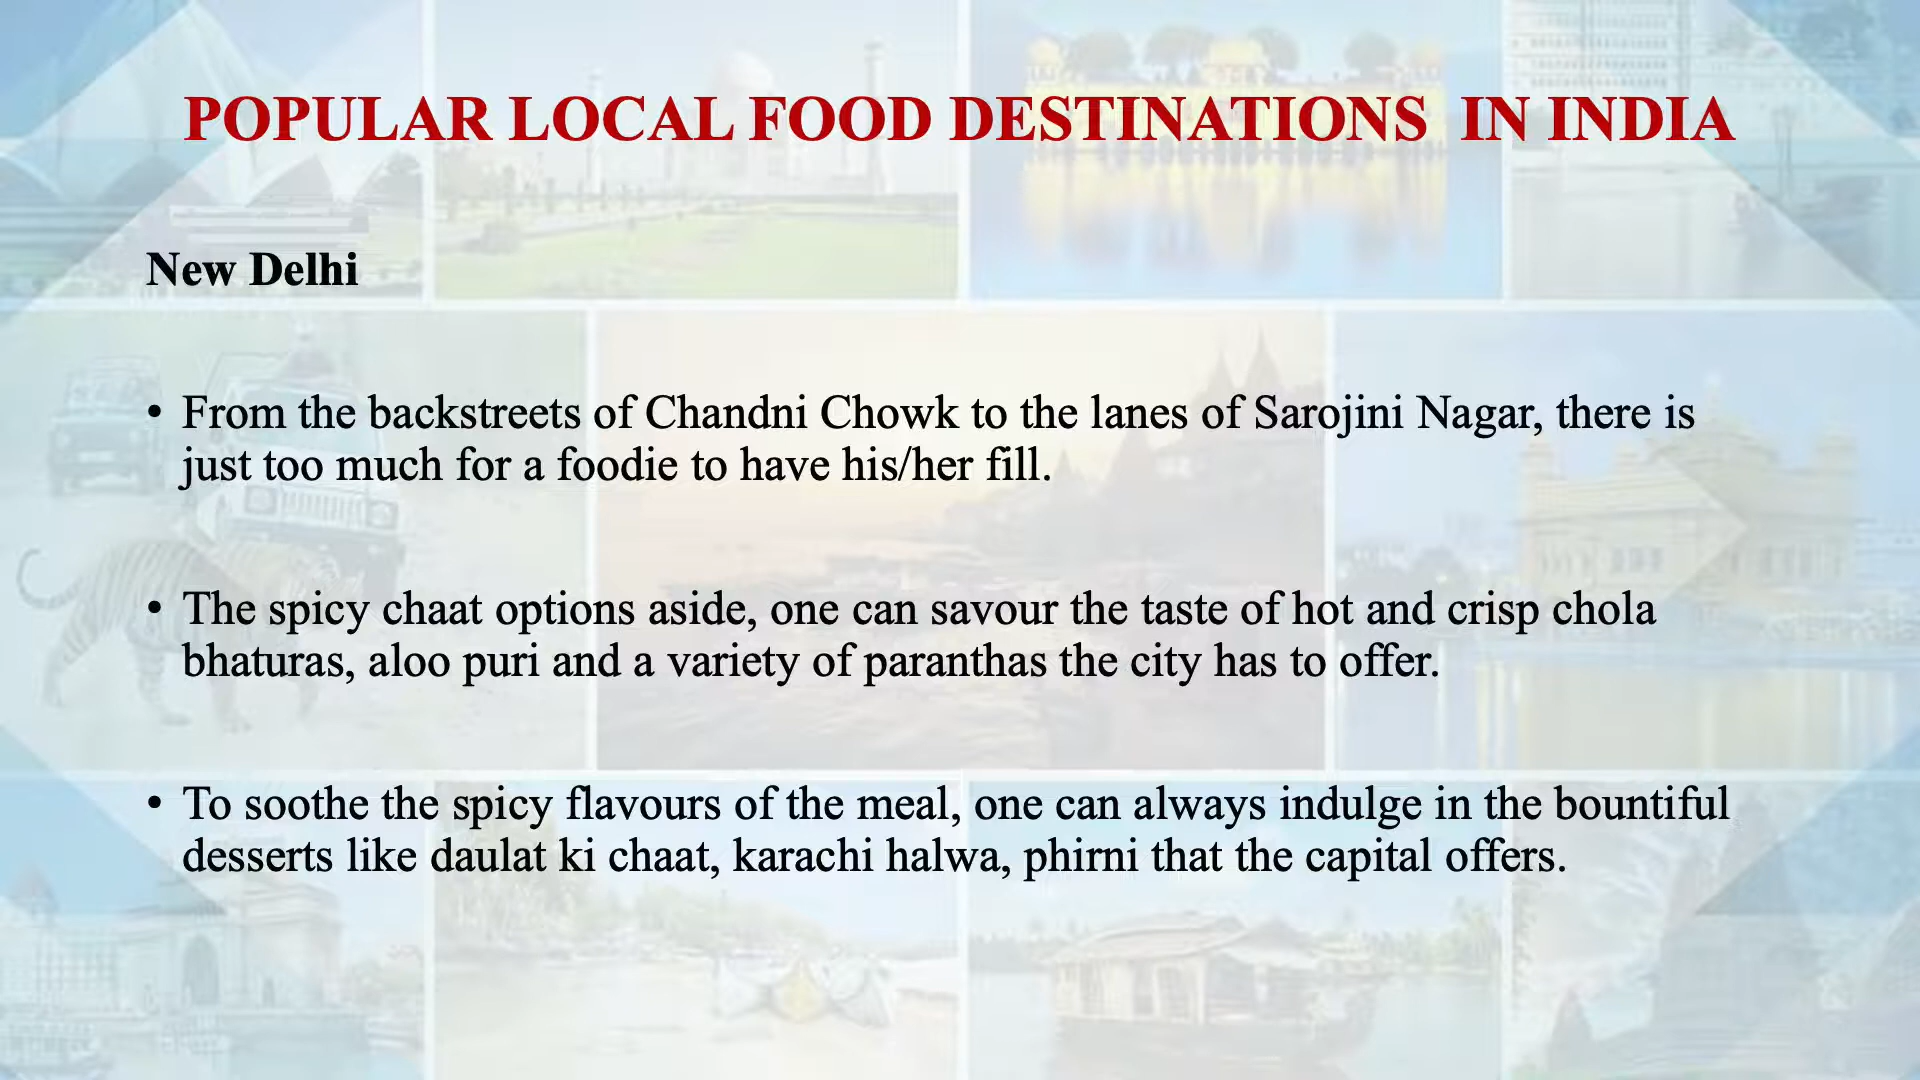 POPULAR LOCAL FOOD DESTINATIONS  IN INDIA
New Delhi
• From the backstreets of Chandni Chowk to the lanes of Sarojini Nagar, there is
just too much for a foodie to have his/her fill.
• The spicy chaat options aside, one can savour the taste of hot and crisp chola
bhaturas, aloo puri and a variety of paranthas the city has to offer.
• To soothe the spicy flavours of the meal, one can always indulge in the bountiful
desserts like daulat ki chaat, karachi halwa, phirni that the capital offers.